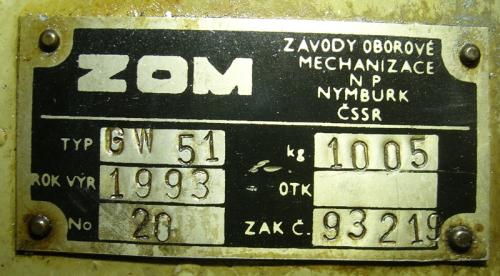 ZOM
ZÁVODY OBOROVÉ
MECHANIZACE
N P
NYMBURK
ČSSR
TYP GW 51 kg 1005
ROK VÝR 1993 OTK
No 20 ZAK Č. 93219